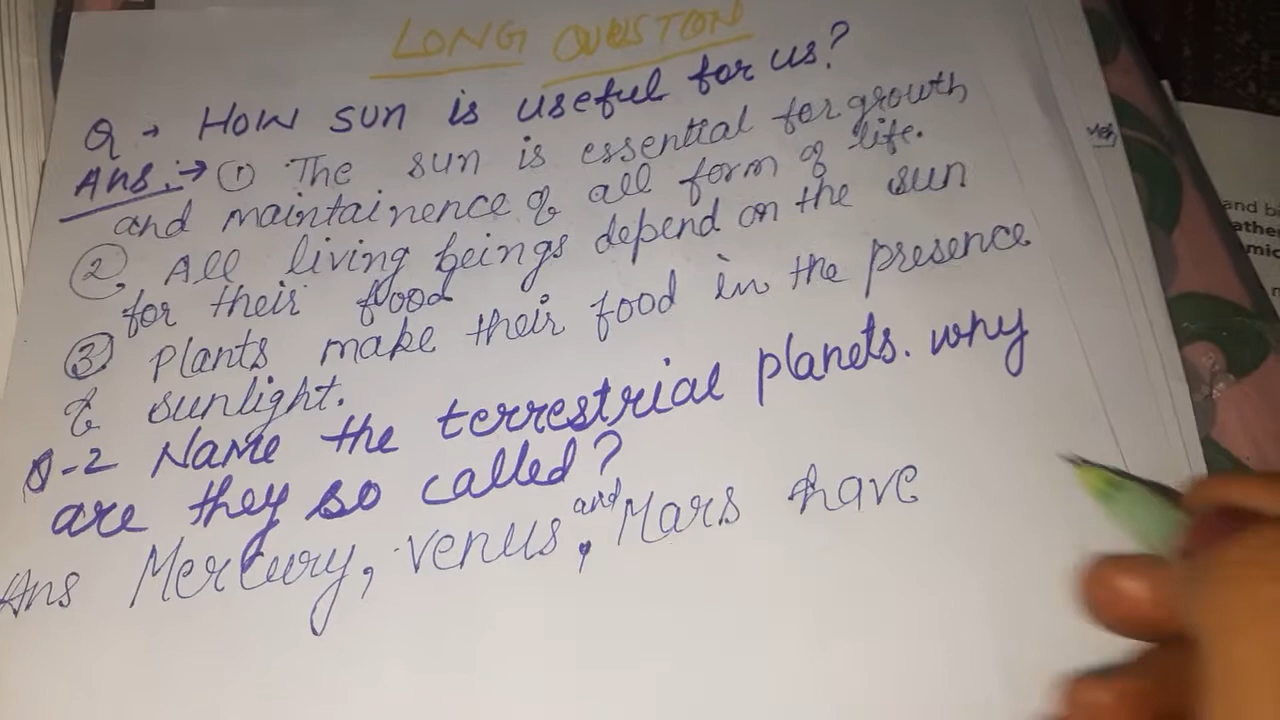 LONG QUESTION
Q → How sun is useful for us?
Ans :→ ① The sun is essential for growth
and maintainence of all form of life.
② All living beings depend on the sun
for their food
③ Plants make their food in the presence
of sunlight.
Q-2 Name the terrestrial planets. why
are they so called?
Ans Mercury, Venus, and Mars have
and b